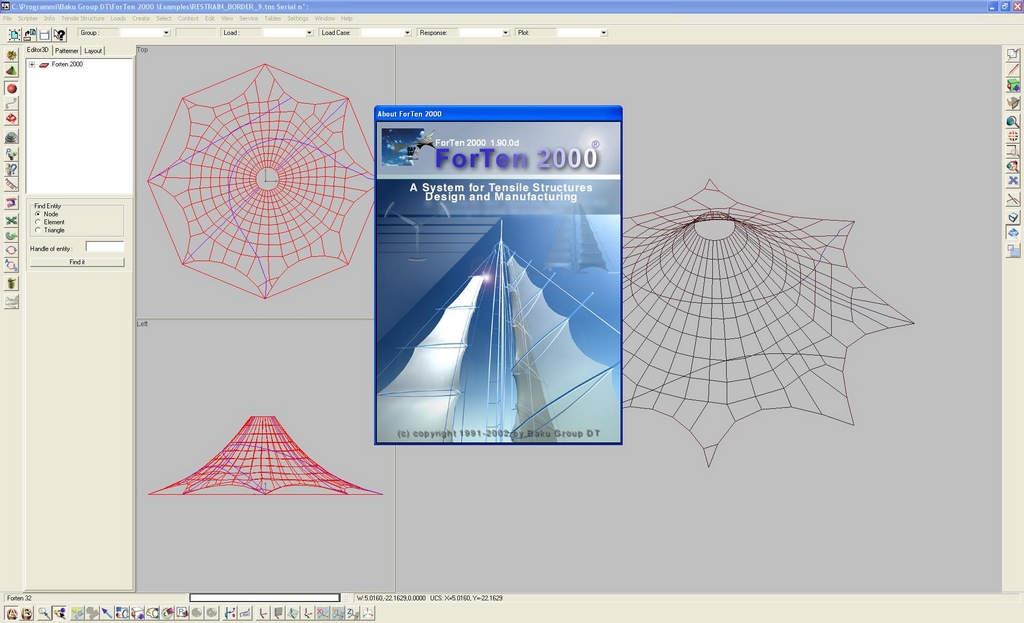 C:\Programmi\Baku Group DT\ForTen 2000 \Examples\RESTRAIN_BORDER_9.tns Serial n°:
File Scripter Info Tensile Structure Loads Create Select Context Edit View Service Tables Settings Window Help
Group : Load : Load Case: Response: Plot:
Editor3D Patterner Layout
Forten 2000
Find Entity
Node
Element
Triangle
Handle of entity :
Find it
Top
Left
About ForTen 2000
ForTen 2000 1.90.0d
ForTen 2000 ®
A System for Tensile Structures
Design and Manufacturing
(c) copyright 1991-2002 by Baku Group DT
Forten 32
W:5.0160,-22.1629,0.0000 UCS: X=5.0160, Y=-22.1629